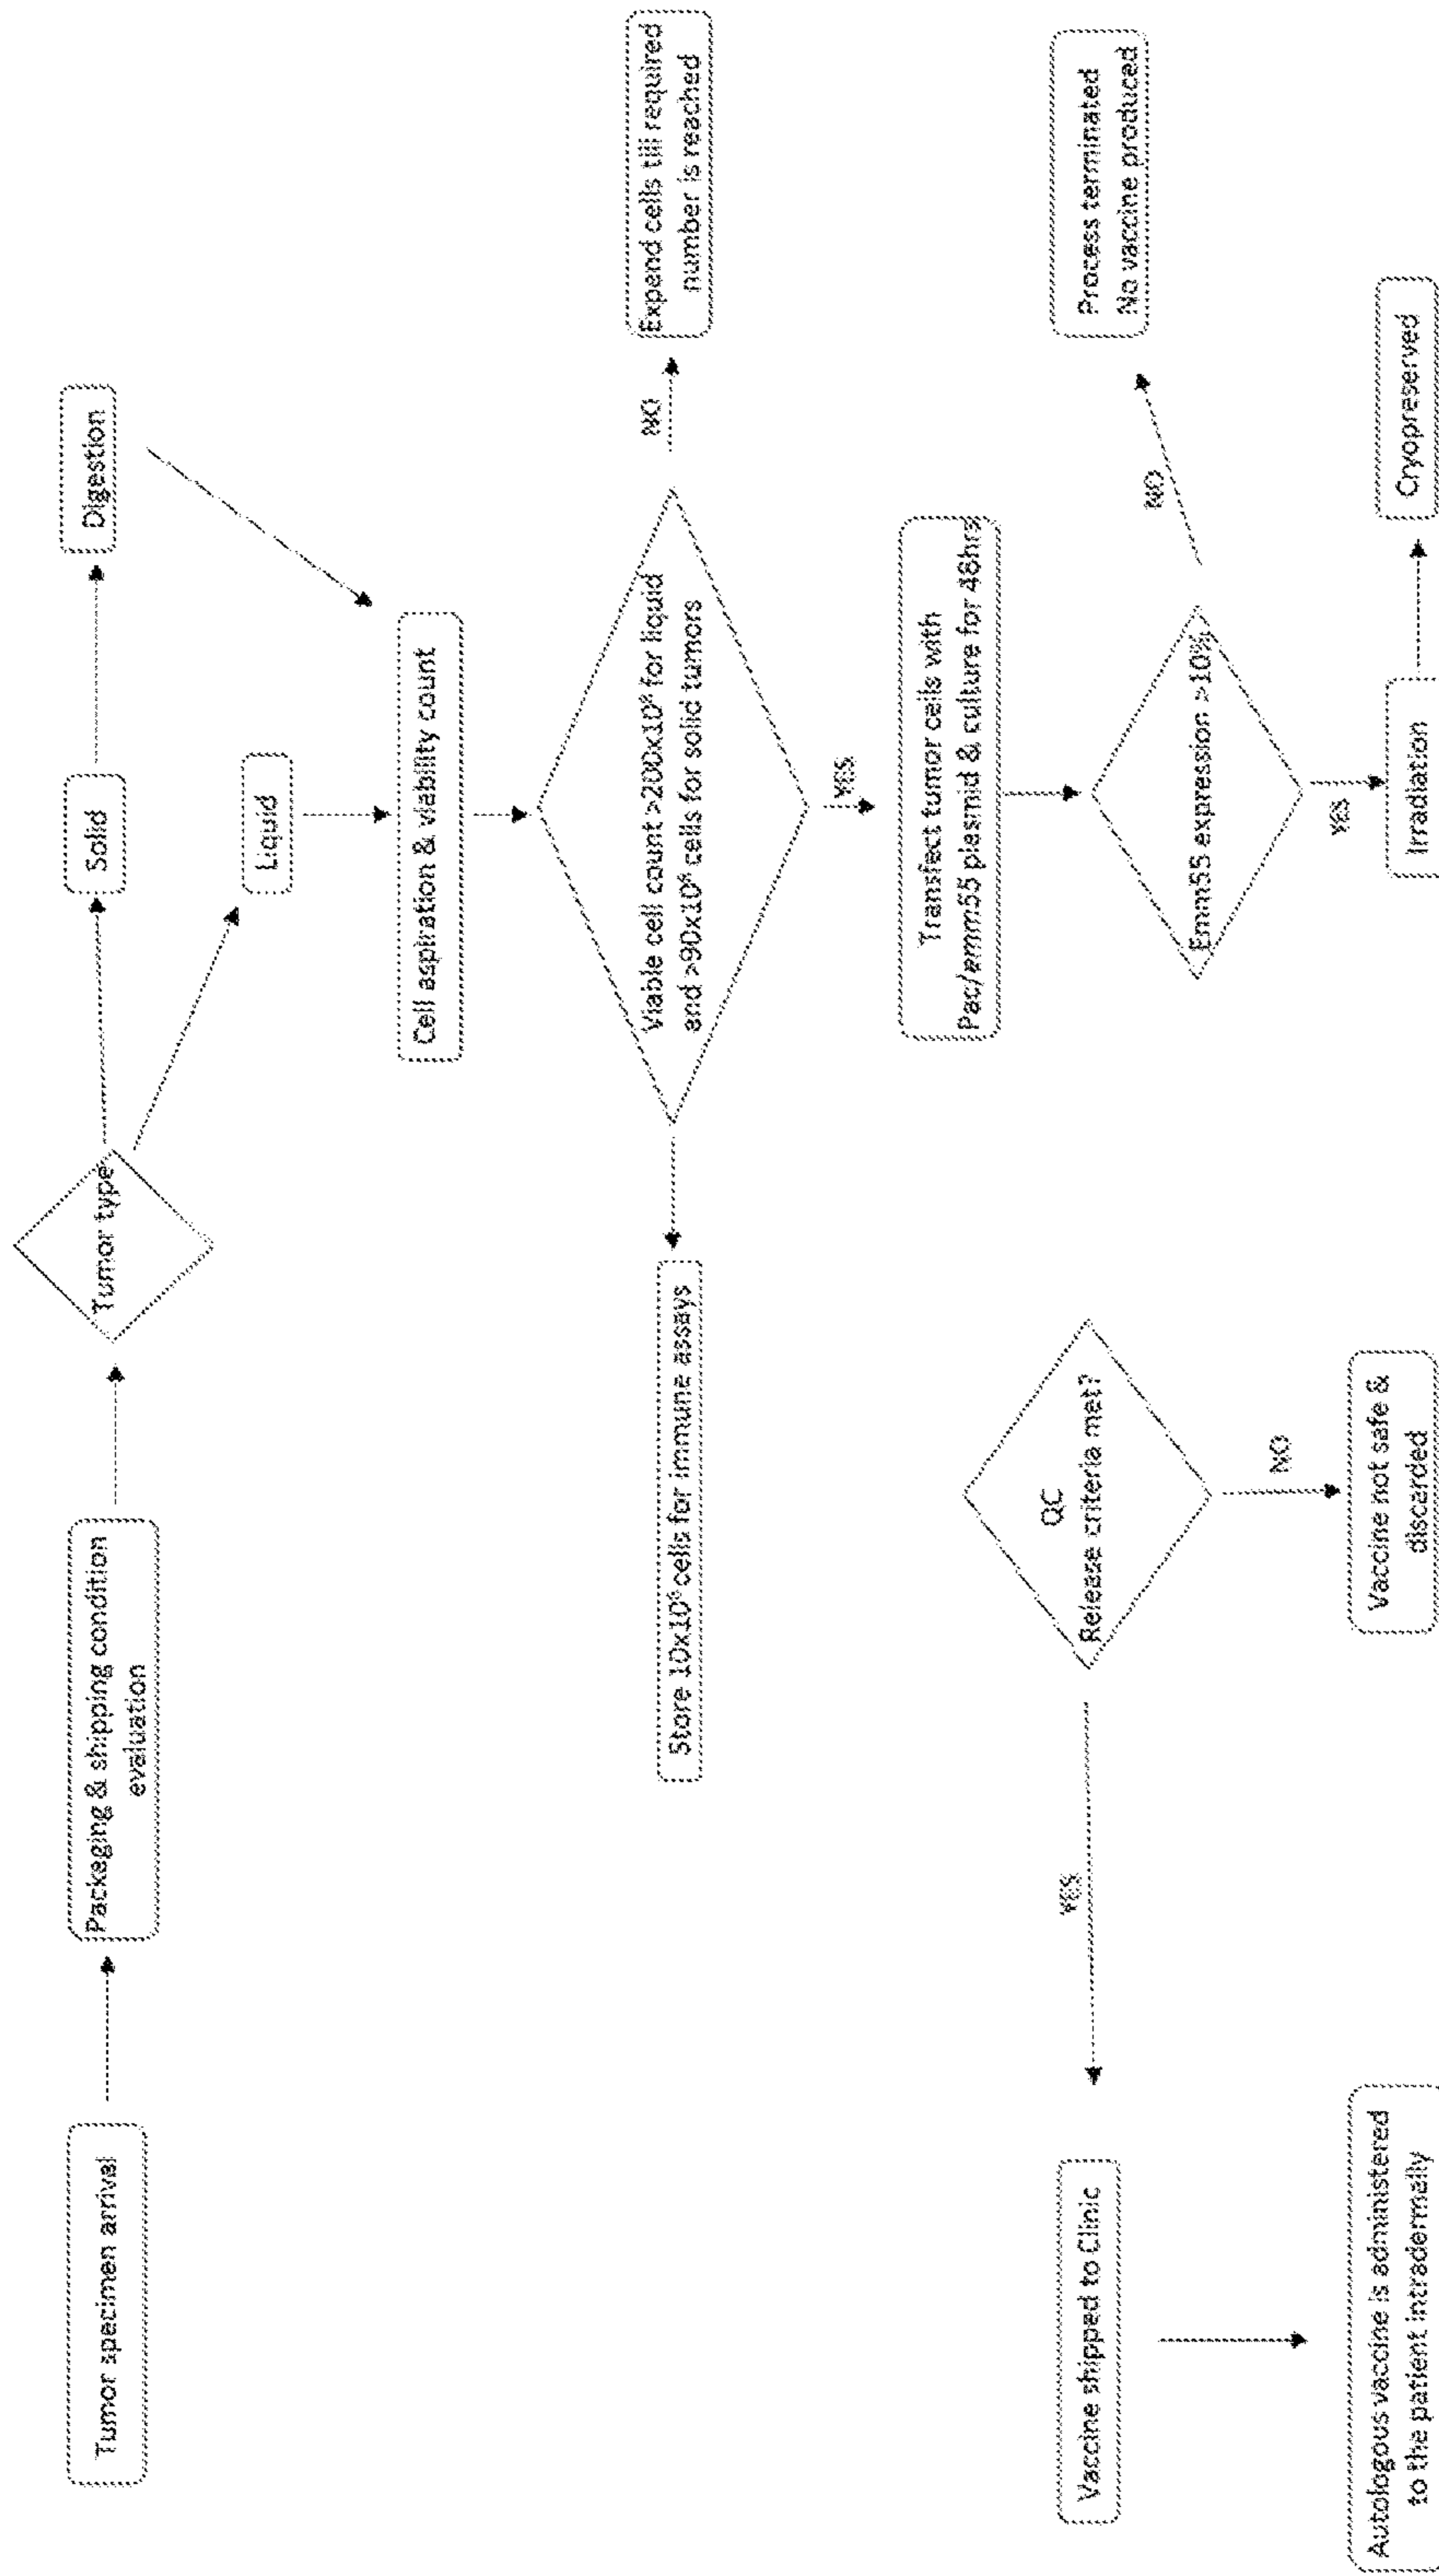 Tumor specimen arrival
Packaging & shipping condition
evaluation
Tumor type
Solid
Digestion
Liquid
Cell aspiration & viability count
Viable cell count >200x10⁶ for liquid
and >90x10⁶ cells for solid tumors
NO
Expend cells till required
number is reached
Store 10x10⁶ cells for immune assays
YES
Transfect tumor cells with
Pac/emm55 plasmid & culture for 48hrs
Emm55 expression >10%
NO
Process terminated
No vaccine produced
YES
Irradiation
Cryopreserved
QC
Release criteria met?
NO
Vaccine not safe &
discarded
YES
Vaccine shipped to Clinic
Autologous vaccine is administered
to the patient intradermally